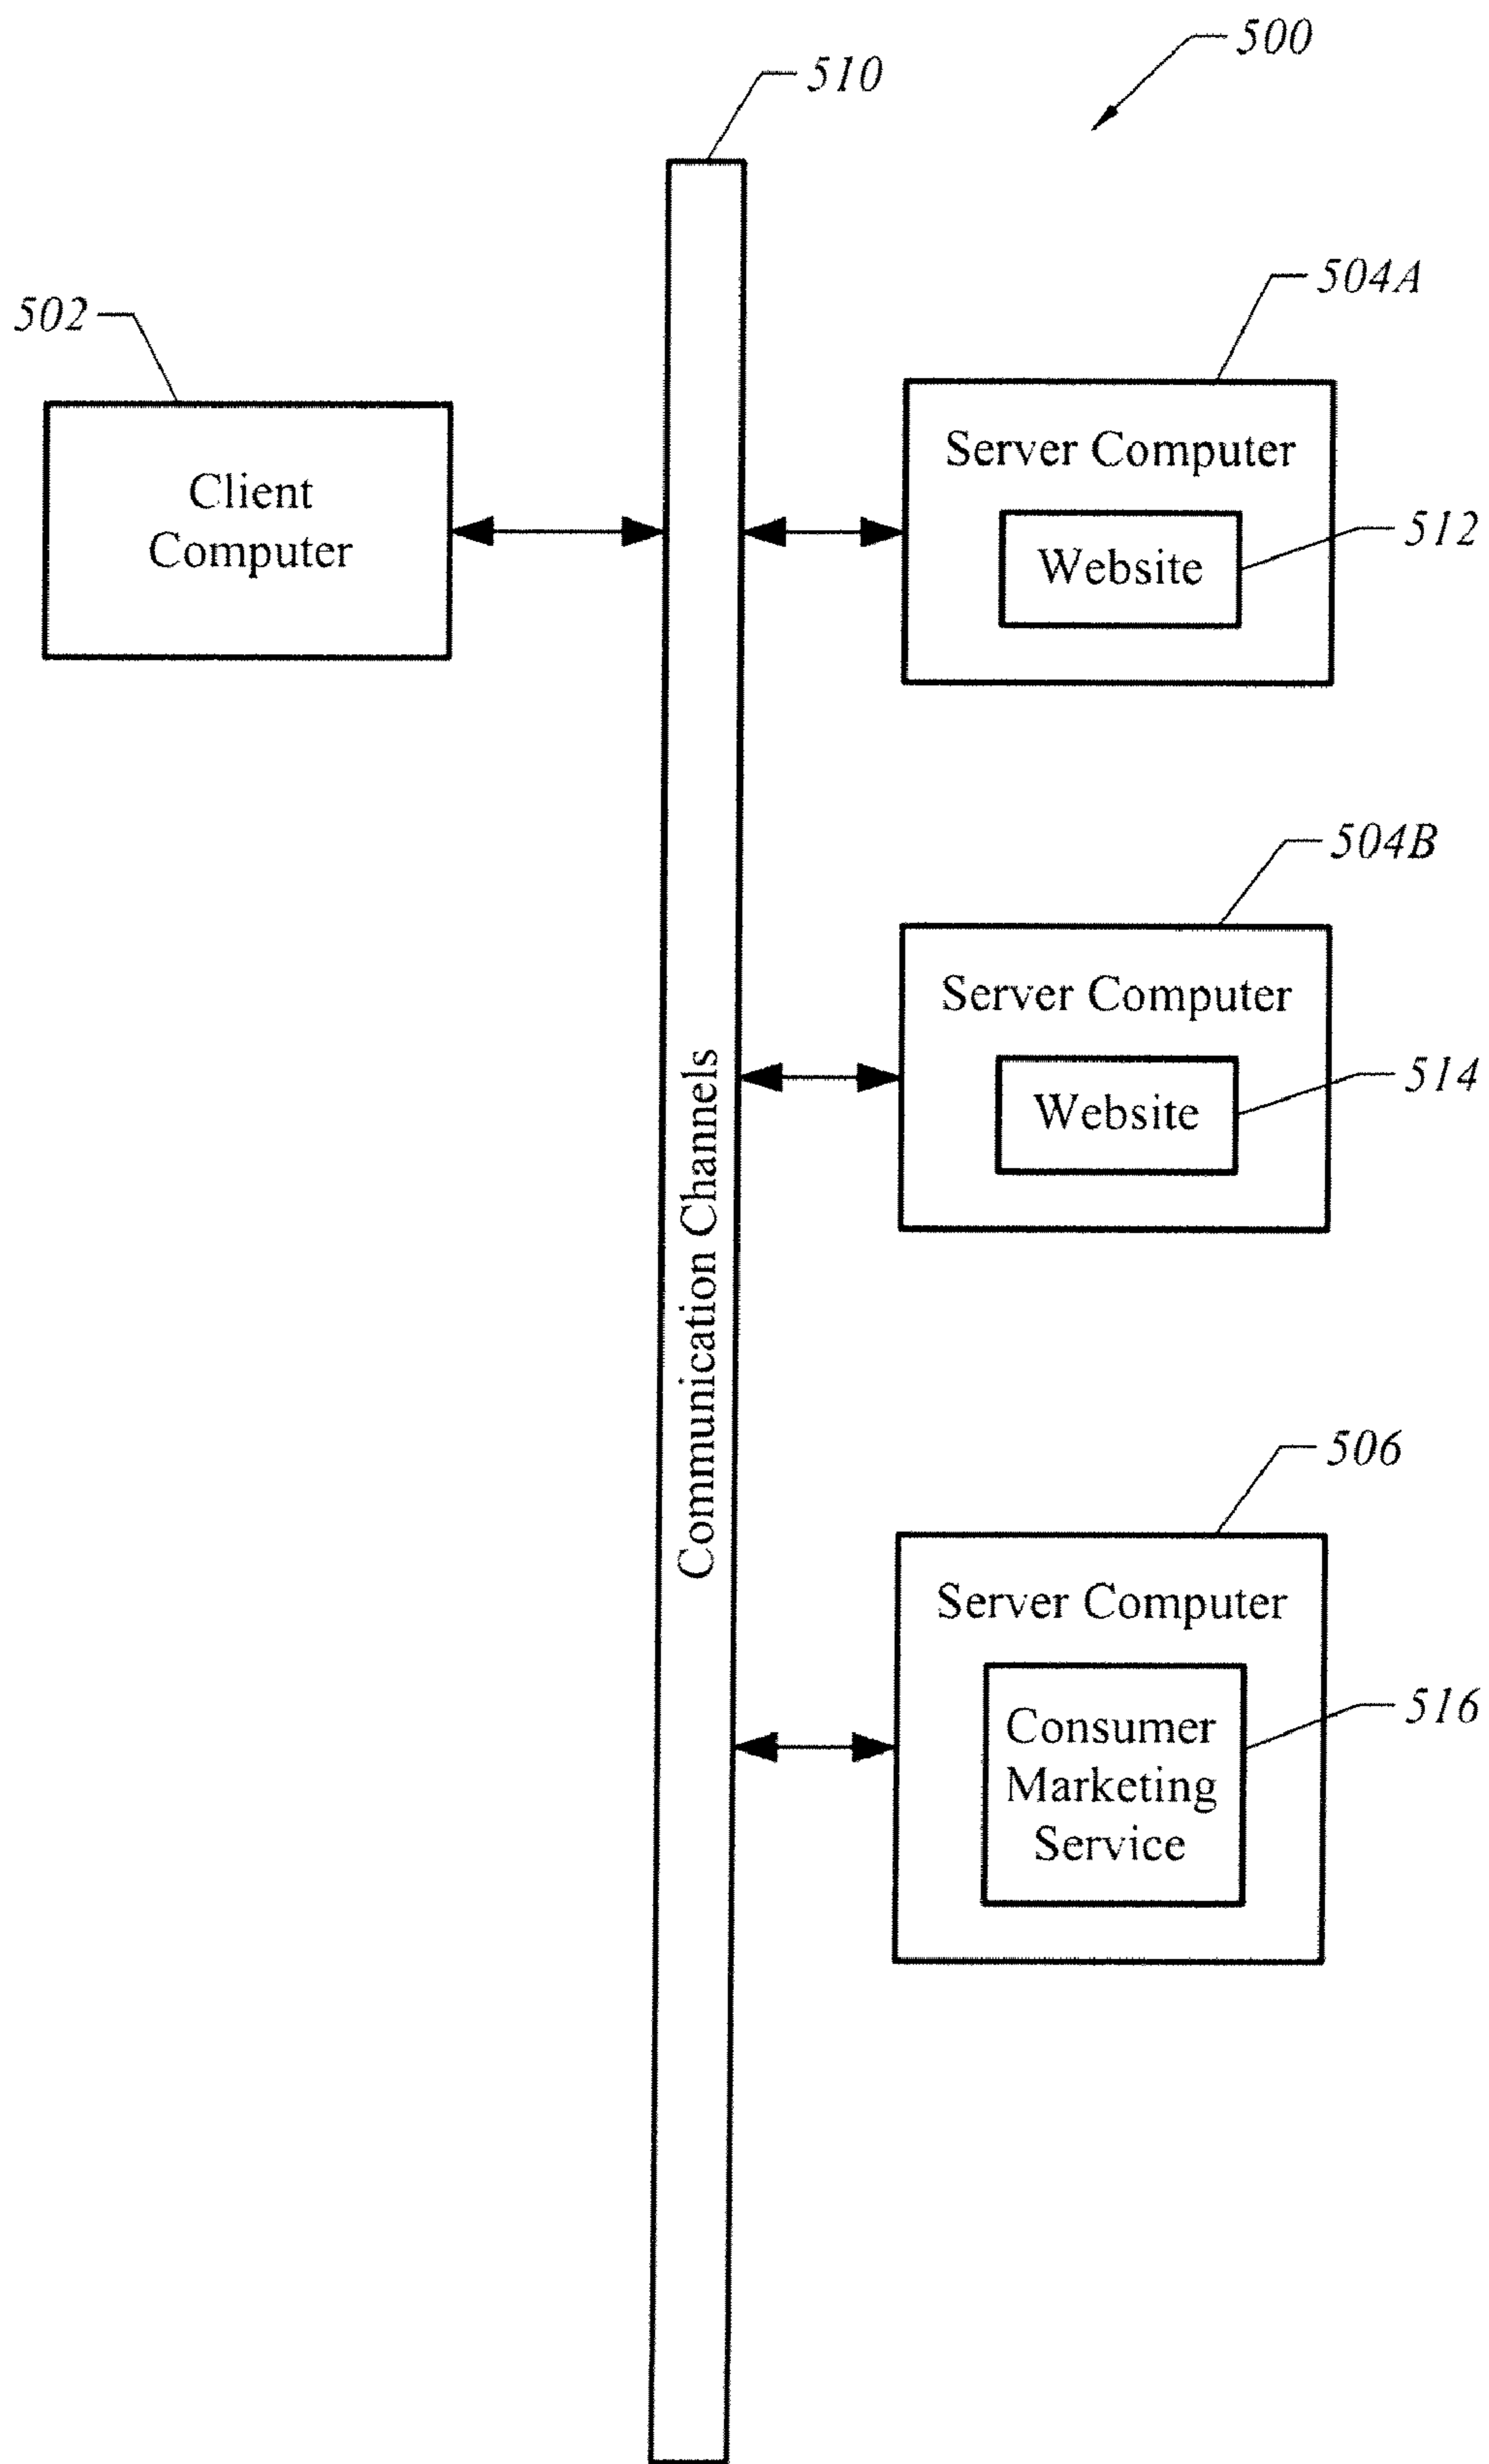 500
510
504A
502
Server Computer
Client
Computer
512
Website
504B
Server Computer
514
Website
Communication Channels
506
Server Computer
516
Consumer
Marketing
Service